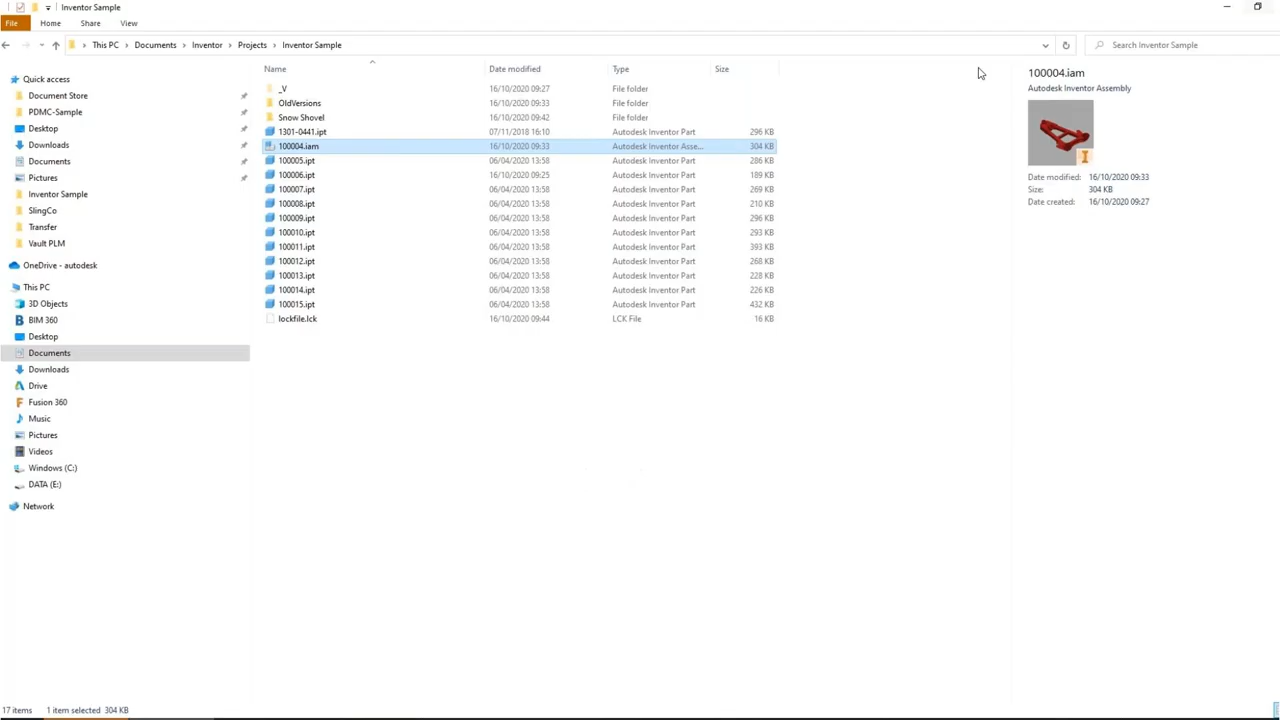 Inventor Sample
File Home Share View
This PC Documents Inventor Projects Inventor Sample Search Inventor Sample
Name Date modified Type Size
_V 16/10/2020 09:27 File folder
OldVersions 16/10/2020 09:33 File folder
Snow Shovel 16/10/2020 09:42 File folder
1301-0441.ipt 07/11/2018 16:10 Autodesk Inventor Part 296 KB
100004.iam 16/10/2020 09:33 Autodesk Inventor Asse... 304 KB
100005.ipt 06/04/2020 13:58 Autodesk Inventor Part 286 KB
100006.ipt 16/10/2020 09:25 Autodesk Inventor Part 189 KB
100007.ipt 06/04/2020 13:58 Autodesk Inventor Part 269 KB
100008.ipt 06/04/2020 13:58 Autodesk Inventor Part 210 KB
100009.ipt 06/04/2020 13:58 Autodesk Inventor Part 296 KB
100010.ipt 06/04/2020 13:58 Autodesk Inventor Part 293 KB
100011.ipt 06/04/2020 13:58 Autodesk Inventor Part 393 KB
100012.ipt 06/04/2020 13:58 Autodesk Inventor Part 268 KB
100013.ipt 06/04/2020 13:58 Autodesk Inventor Part 228 KB
100014.ipt 06/04/2020 13:58 Autodesk Inventor Part 226 KB
100015.ipt 06/04/2020 13:58 Autodesk Inventor Part 432 KB
lockfile.lck 16/10/2020 09:44 LCK File 16 KB
Quick access
Document Store
PDMC-Sample
Desktop
Downloads
Documents
Pictures
Inventor Sample
SlingCo
Transfer
Vault PLM
OneDrive - autodesk
This PC
3D Objects
BIM 360
Desktop
Documents
Downloads
Drive
Fusion 360
Music
Pictures
Videos
Windows (C:)
DATA (E:)
Network
100004.iam
Autodesk Inventor Assembly
Date modified: 16/10/2020 09:33
Size: 304 KB
Date created: 16/10/2020 09:27
17 items 1 item selected 304 KB